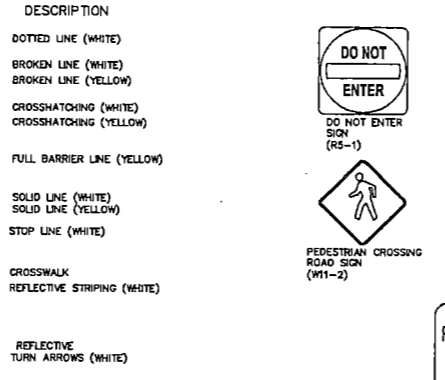 DESCRIPTION
DOTTED LINE (WHITE)
BROKEN LINE (WHITE)
BROKEN LINE (YELLOW)
CROSSHATCHING (WHITE)
CROSSHATCHING (YELLOW)
FULL BARRIER LINE (YELLOW)
SOLID LINE (WHITE)
SOLID LINE (YELLOW)
STOP LINE (WHITE)
CROSSWALK
REFLECTIVE STRIPING (WHITE)
REFLECTIVE
TURN ARROWS (WHITE)
DO NOT
ENTER
DO NOT ENTER
SIGN
(R5-1)
PEDESTRIAN CROSSING
ROAD SIGN
(W11-2)